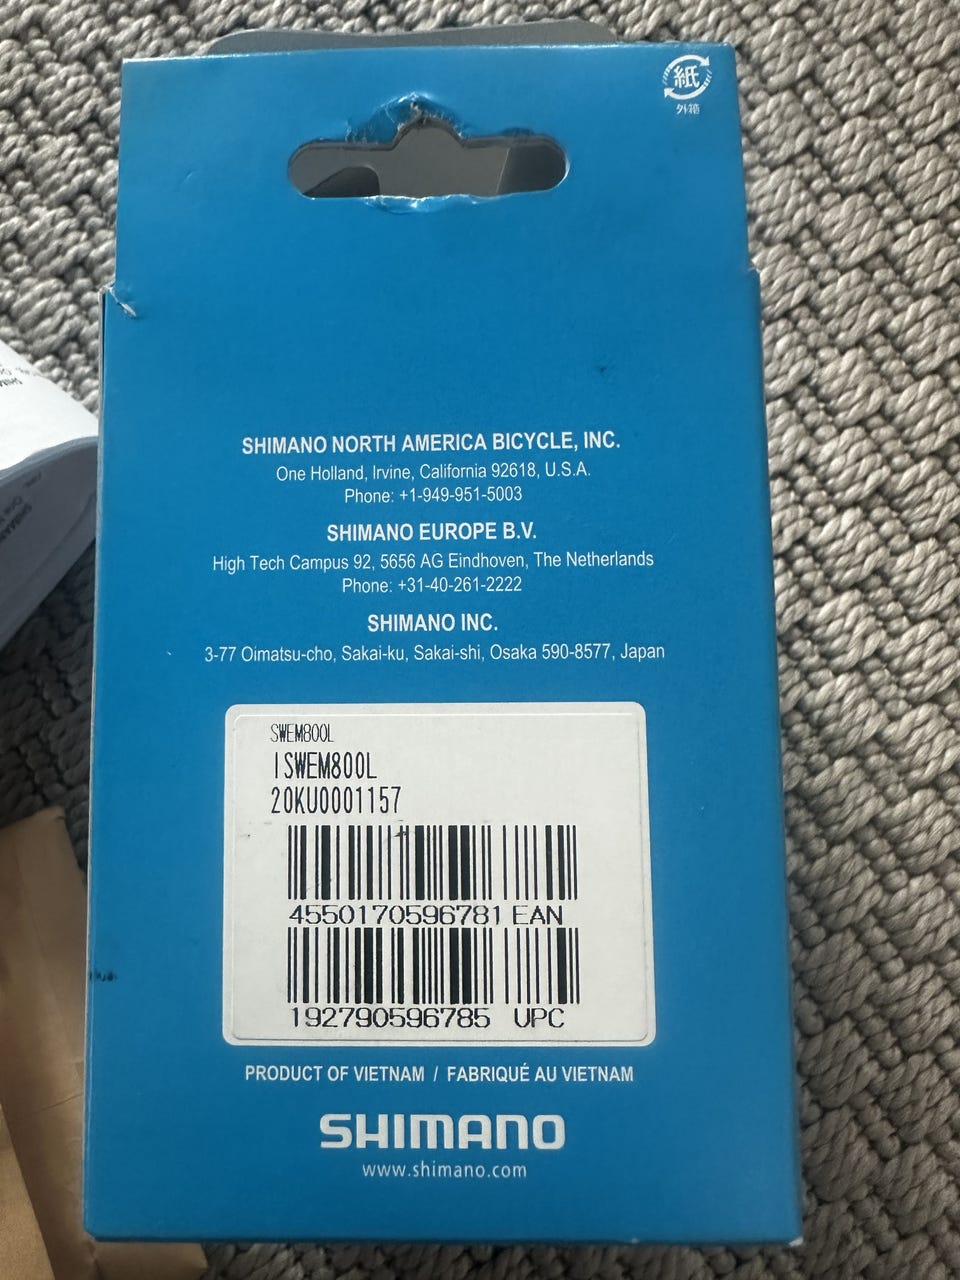 紙
外箱
SHIMANO NORTH AMERICA BICYCLE, INC.
One Holland, Irvine, California 92618, U.S.A.
Phone: +1-949-951-5003
SHIMANO EUROPE B.V.
High Tech Campus 92, 5656 AG Eindhoven, The Netherlands
Phone: +31-40-261-2222
SHIMANO INC.
3-77 Oimatsu-cho, Sakai-ku, Sakai-shi, Osaka 590-8577, Japan
SWEM800L
ISWEM800L
20KU0001157
4550170596781 EAN
192790596785 UPC
PRODUCT OF VIETNAM / FABRIQUÉ AU VIETNAM
SHIMANO
www.shimano.com